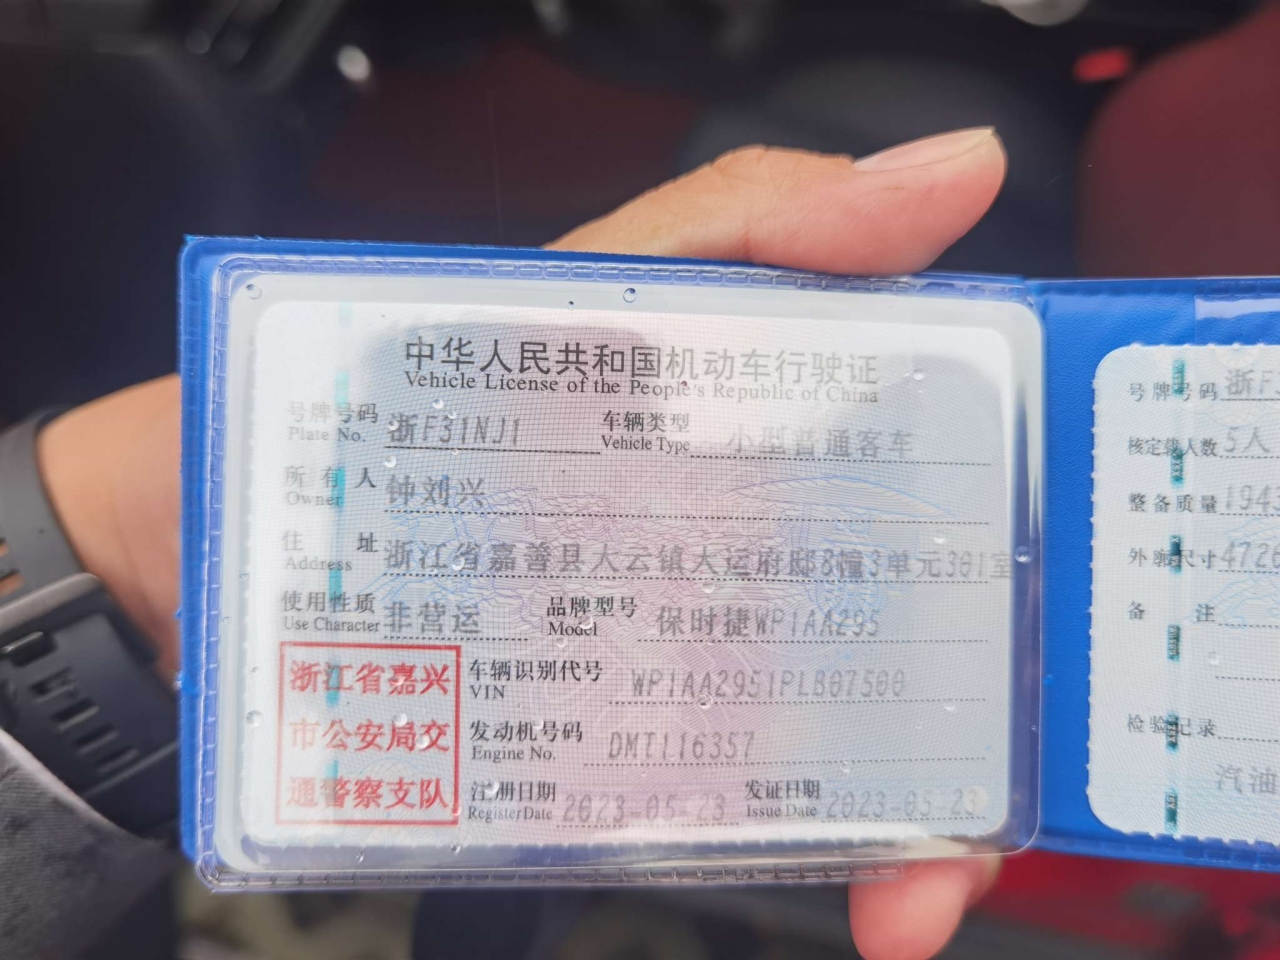 中华人民共和国机动车行驶证
Vehicle License of the People's Republic of China
号牌号码 浙F31NJ1 车辆类型 小型普通客车
Plate No. Vehicle Type
所有人 钟刘兴
Owner
住址 浙江省嘉善县大云镇大运府邸8幢3单元301室
Address
使用性质 非营运 品牌型号 保时捷WP1AA295
Use Character Model
浙江省嘉兴
市公安局交
通警察支队
车辆识别代号 WP1AA2951PLB07500
VIN
发动机号码 DMT116357
Engine No.
注册日期 2023-05-23 发证日期 2023-05-23
Register Date Issue Date
号牌号码 浙F
核定载人数 5人
整备质量 194
外廓尺寸 472
备注
检验记录
汽油